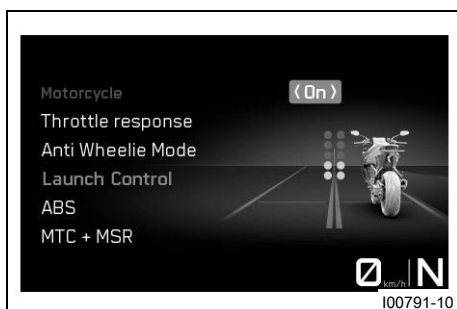 Motorcycle
⟨ On ⟩
Throttle response
Anti Wheelie Mode
Launch Control
ABS
MTC + MSR
0 km/h | N
I00791-10